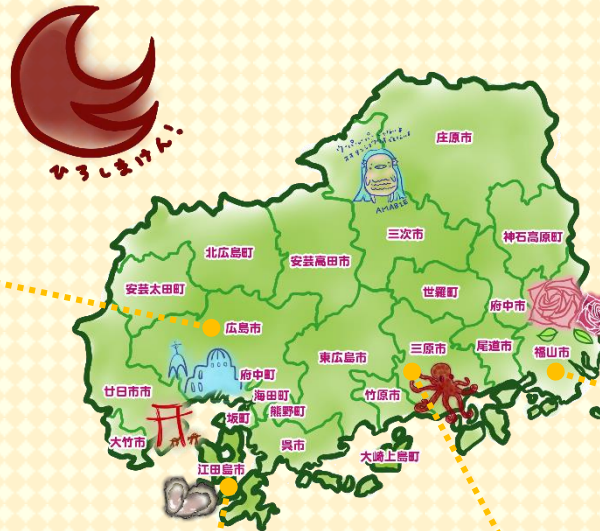 ひろしまけん.
庄原市
AMABIE
三次市
神石高原町
北広島町
安芸高田市
安芸太田町
世羅町
府中市
広島市
尾道市
三原市
福山市
東広島市
府中町
廿日市市
海田町
竹原市
熊野町
坂町
大竹市
呉市
大崎上島町
江田島市